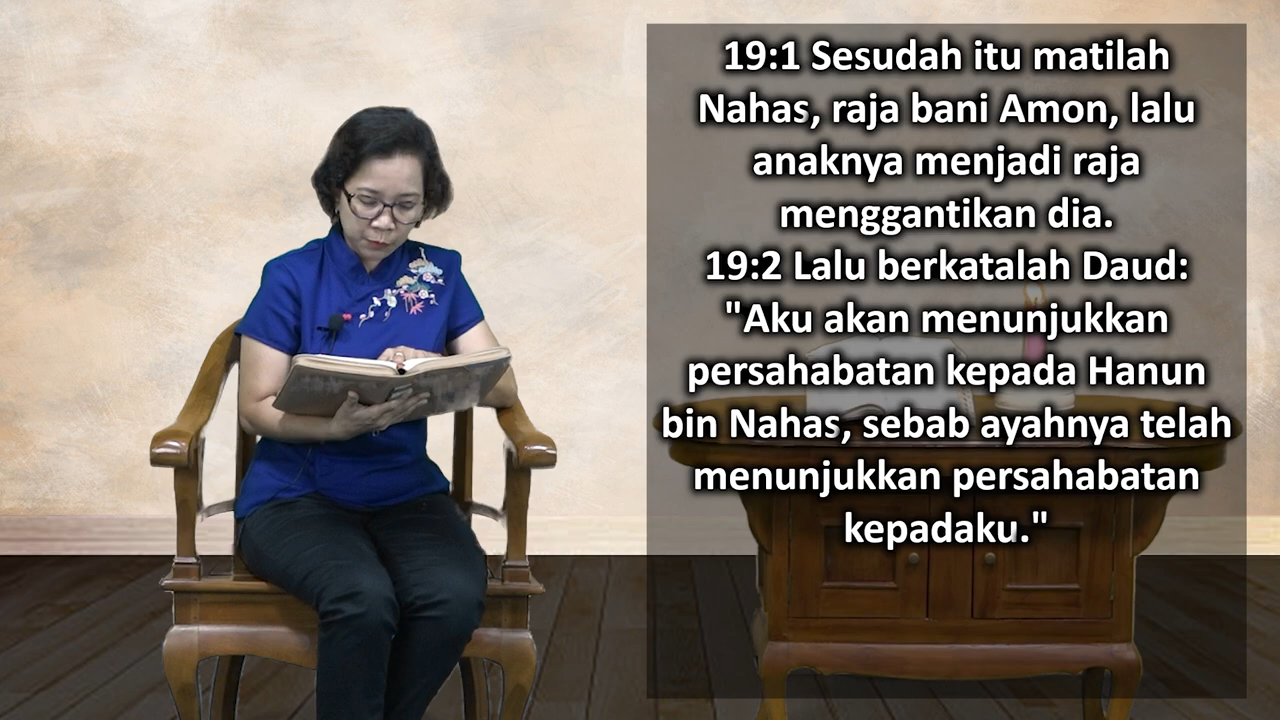 19:1 Sesudah itu matilah
Nahas, raja bani Amon, lalu
anaknya menjadi raja
menggantikan dia.
19:2 Lalu berkatalah Daud:
"Aku akan menunjukkan
persahabatan kepada Hanun
bin Nahas, sebab ayahnya telah
menunjukkan persahabatan
kepadaku."